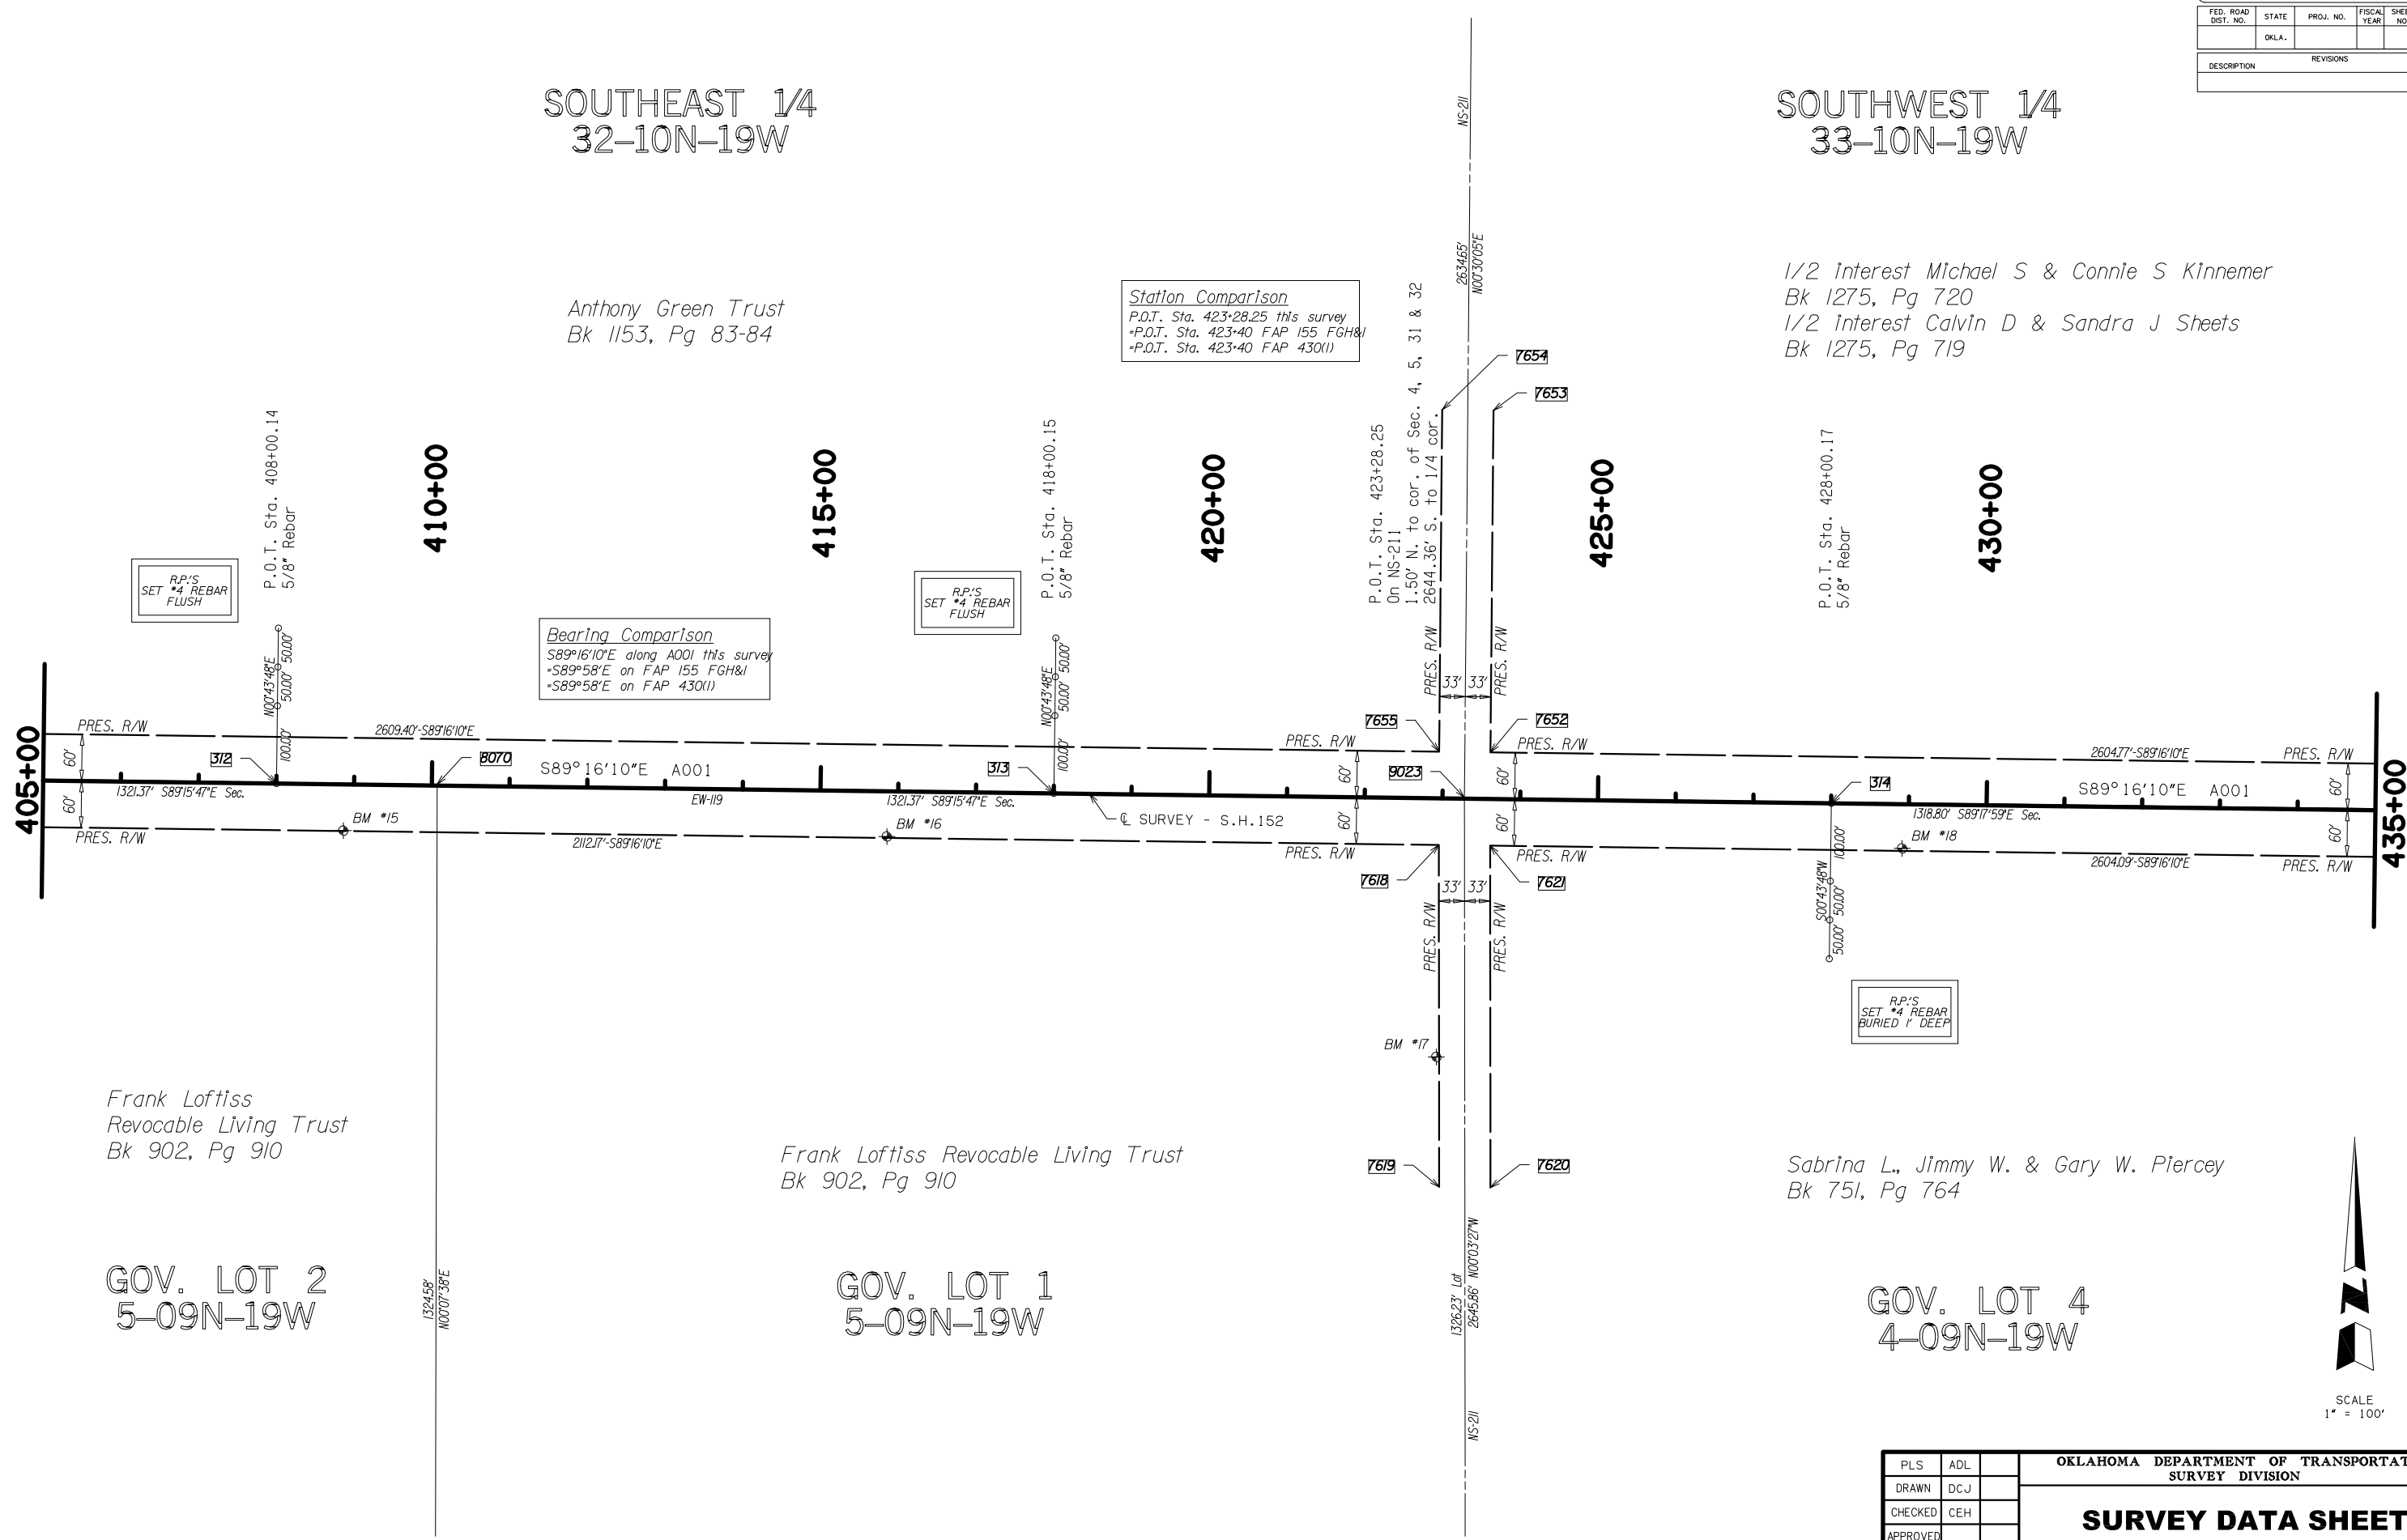 FED. ROAD DIST. NO.
STATE
PROJ. NO.
FISCAL YEAR
OKLA.
REVISIONS
DESCRIPTION
SOUTHEAST 1/4
32-10N-19W
SOUTHWEST 1/4
33-10N-19W
NS-211
2634.65'
N00°30'05"E
Anthony Green Trust
Bk 1153, Pg 83-84
Station Comparison
P.O.T. Sta. 423+28.25 this survey
=P.O.T. Sta. 423+40 FAP 155 FGH&I
=P.O.T. Sta. 423+40 FAP 430(1)
1/2 interest Michael S & Connie S Kinnemer
Bk 1275, Pg 720
1/2 interest Calvin D & Sandra J Sheets
Bk 1275, Pg 719
7654
7653
P.O.T. Sta. 408+00.14
5/8" Rebar
410+00
415+00
P.O.T. Sta. 418+00.15
5/8" Rebar
420+00
P.O.T. Sta. 423+28.25
On NS-211
1.50' N. to cor. of Sec. 4, 5, 31 & 32
2644.36' S. to 1/4 cor.
425+00
P.O.T. Sta. 428+00.17
5/8" Rebar
430+00
R.P.'S
SET #4 REBAR
FLUSH
R.P.'S
SET #4 REBAR
FLUSH
Bearing Comparison
S89°16'10"E along A001 this survey
=S89°58'E on FAP 155 FGH&I
=S89°58'E on FAP 430(1)
N00°43'48"E
50.00'
50.00'
100.00'
N00°43'48"E
50.00'
50.00'
100.00'
PRES. R/W
PRES. R/W
33'
33'
7655
7652
405+00
PRES. R/W
2609.40'-S89°16'10"E
PRES. R/W
PRES. R/W
2604.77'-S89°16'10"E
PRES. R/W
60'
60'
312
8070
S89°16'10"E A001
313
60'
60'
9023
60'
60'
314
S89°16'10"E A001
60'
60'
435+00
1321.37' S89°15'47"E Sec.
EW-119
1321.37' S89°15'47"E Sec.
1318.80' S89°17'59"E Sec.
BM #15
BM #16
℄ SURVEY - S.H.152
BM #18
PRES. R/W
2112.17'-S89°16'10"E
PRES. R/W
PRES. R/W
2604.09'-S89°16'10"E
PRES. R/W
7618
7621
33'
33'
PRES. R/W
PRES. R/W
S00°43'48"W
100.00'
50.00'
50.00'
R.P.'S
SET #4 REBAR
BURIED 1' DEEP
BM #17
Frank Loftiss
Revocable Living Trust
Bk 902, Pg 910
Frank Loftiss Revocable Living Trust
Bk 902, Pg 910
7619
7620
Sabrina L., Jimmy W. & Gary W. Piercey
Bk 751, Pg 764
GOV. LOT 2
5-09N-19W
1324.58'
N00°07'38"E
GOV. LOT 1
5-09N-19W
1326.23' Lot
2645.86' N00°03'27"W
NS-211
GOV. LOT 4
4-09N-19W
N
SCALE
1" = 100'
PLS ADL
DRAWN DCJ
CHECKED CEH
APPROVED
OKLAHOMA DEPARTMENT OF
SURVEY DIVISION
SURVEY DATA SHEET